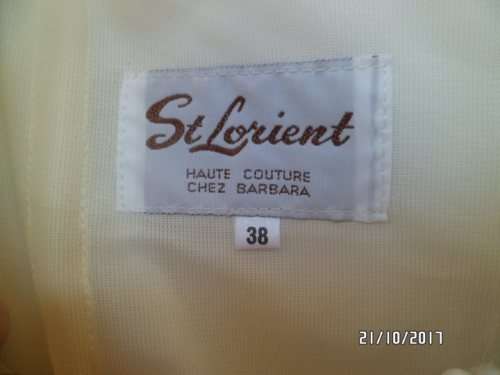 St Lorient
HAUTE COUTURE
CHEZ BARBARA
38
21/10/2017